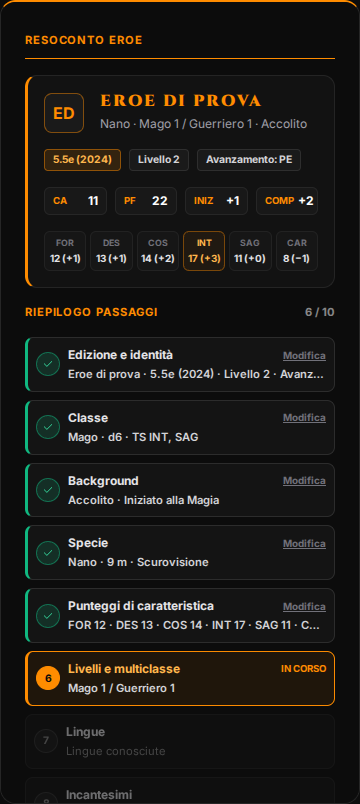 RESOCONTO EROE
ED
EROE DI PROVA
Nano · Mago 1 / Guerriero 1 · Accolito
5.5e (2024)
Livello 2
Avanzamento: PE
CA 11
PF 22
INIZ +1
COMP +2
FOR DES COS INT SAG CAR
12 (+1) 13 (+1) 14 (+2) 17 (+3) 11 (+0) 8 (−1)
RIEPILOGO PASSAGGI 6 / 10
Edizione e identità Modifica
Eroe di prova · 5.5e (2024) · Livello 2 · Avanz...
Classe Modifica
Mago · d6 · TS INT, SAG
Background Modifica
Accolito · Iniziato alla Magia
Specie Modifica
Nano · 9 m · Scurovisione
Punteggi di caratteristica Modifica
FOR 12 · DES 13 · COS 14 · INT 17 · SAG 11 · C...
6 Livelli e multiclasse IN CORSO
Mago 1 / Guerriero 1
7 Lingue
Lingue conosciute
8 Incantesimi